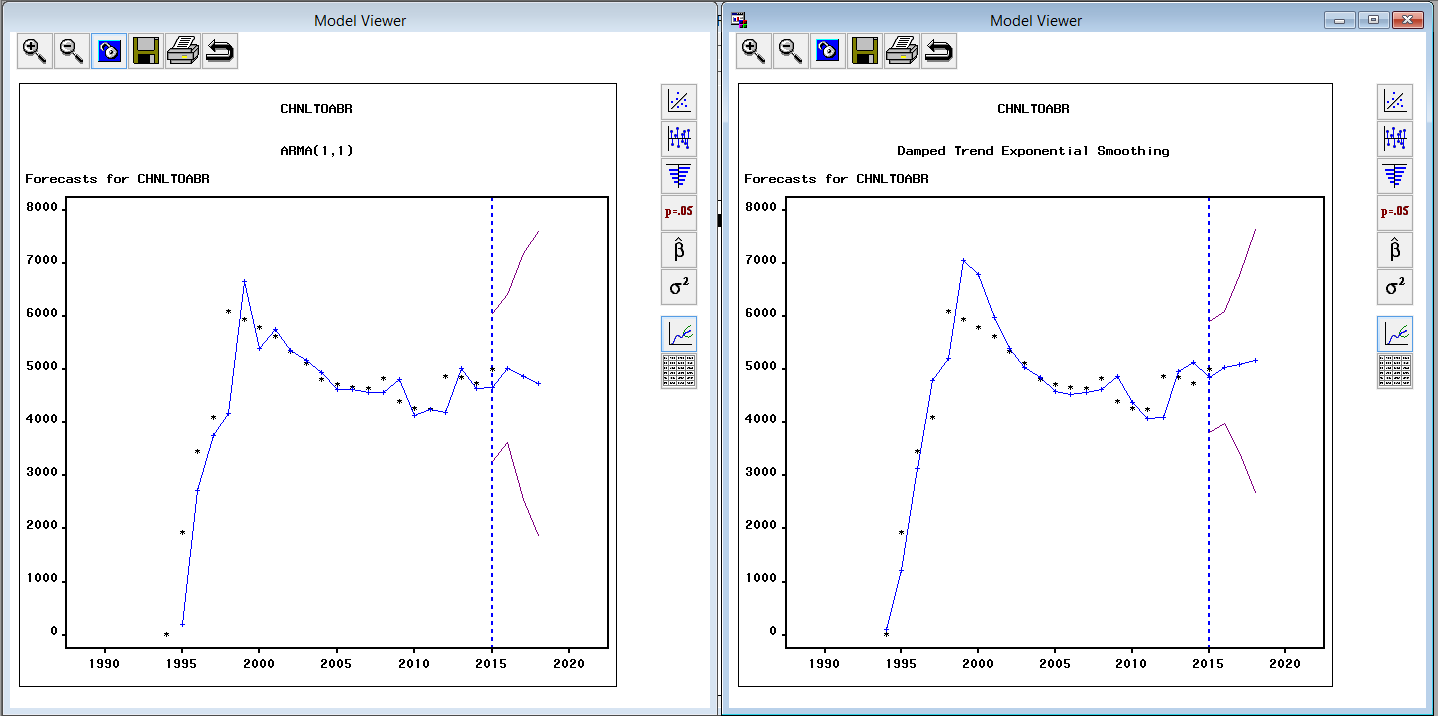 Model Viewer
CHNLTOABR
ARMA(1,1)
Forecasts for CHNLTOABR
8000
7000
6000
5000
4000
3000
2000
1000
0
1990 1995 2000 2005 2010 2015 2020
p=.05
β̂
σ²
Model Viewer
CHNLTOABR
Damped Trend Exponential Smoothing
Forecasts for CHNLTOABR
8000
7000
6000
5000
4000
3000
2000
1000
0
1990 1995 2000 2005 2010 2015 2020
p=.05
β̂
σ²